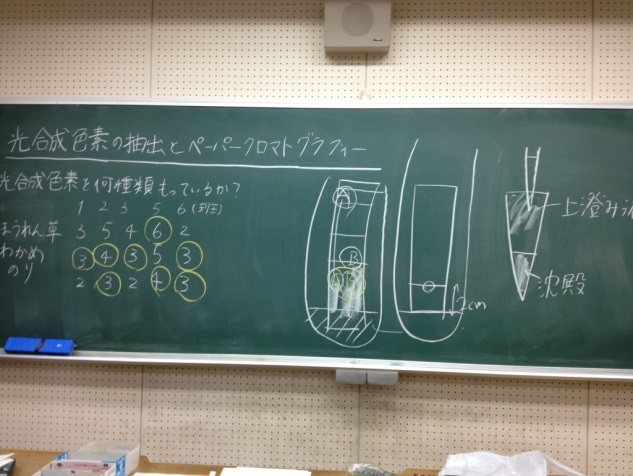 光合成色素の抽出とペーパークロマトグラフィー
光合成色素を何種類もっているか?
1 2 3 5 6 (班)
ほうれん草 3 5 4 6 2
わかめ 3 4 3 5 3
のり 2 3 2 4 3
A
B
2cm
上澄み
沈殿